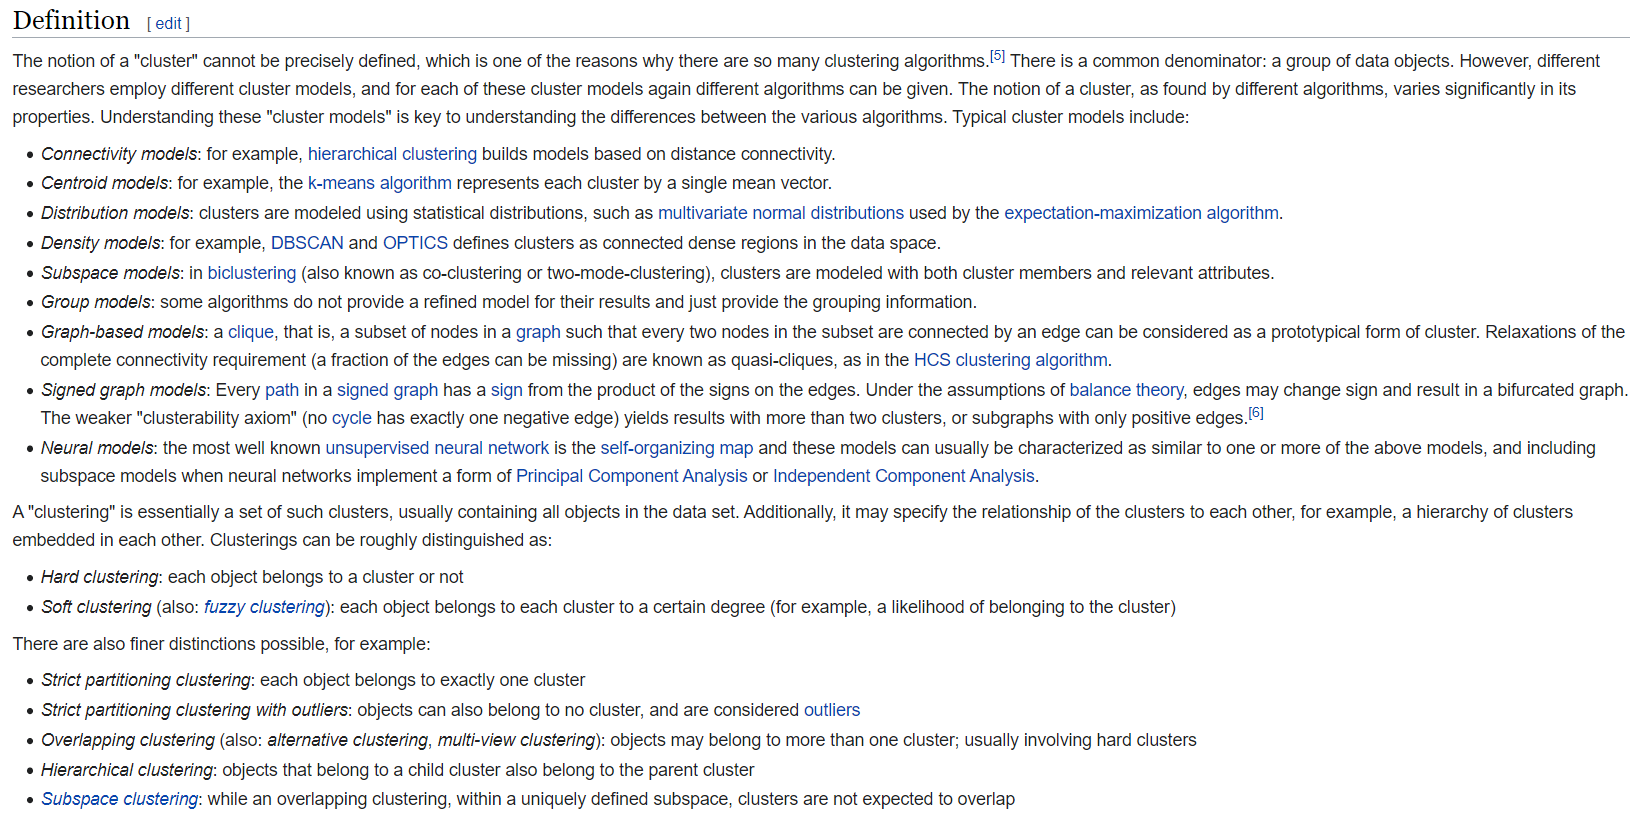 Definition [ edit ]
The notion of a "cluster" cannot be precisely defined, which is one of the reasons why there are so many clustering algorithms.[5] There is a common denominator: a group of data objects. However, different
researchers employ different cluster models, and for each of these cluster models again different algorithms can be given. The notion of a cluster, as found by different algorithms, varies significantly in its
properties. Understanding these "cluster models" is key to understanding the differences between the various algorithms. Typical cluster models include:
• Connectivity models: for example, hierarchical clustering builds models based on distance connectivity.
• Centroid models: for example, the k-means algorithm represents each cluster by a single mean vector.
• Distribution models: clusters are modeled using statistical distributions, such as multivariate normal distributions used by the expectation-maximization algorithm.
• Density models: for example, DBSCAN and OPTICS defines clusters as connected dense regions in the data space.
• Subspace models: in biclustering (also known as co-clustering or two-mode-clustering), clusters are modeled with both cluster members and relevant attributes.
• Group models: some algorithms do not provide a refined model for their results and just provide the grouping information.
• Graph-based models: a clique, that is, a subset of nodes in a graph such that every two nodes in the subset are connected by an edge can be considered as a prototypical form of cluster. Relaxations of the
complete connectivity requirement (a fraction of the edges can be missing) are known as quasi-cliques, as in the HCS clustering algorithm.
• Signed graph models: Every path in a signed graph has a sign from the product of the signs on the edges. Under the assumptions of balance theory, edges may change sign and result in a bifurcated graph.
The weaker "clusterability axiom" (no cycle has exactly one negative edge) yields results with more than two clusters, or subgraphs with only positive edges.[6]
• Neural models: the most well known unsupervised neural network is the self-organizing map and these models can usually be characterized as similar to one or more of the above models, and including
subspace models when neural networks implement a form of Principal Component Analysis or Independent Component Analysis.
A "clustering" is essentially a set of such clusters, usually containing all objects in the data set. Additionally, it may specify the relationship of the clusters to each other, for example, a hierarchy of clusters
embedded in each other. Clusterings can be roughly distinguished as:
• Hard clustering: each object belongs to a cluster or not
• Soft clustering (also: fuzzy clustering): each object belongs to each cluster to a certain degree (for example, a likelihood of belonging to the cluster)
There are also finer distinctions possible, for example:
• Strict partitioning clustering: each object belongs to exactly one cluster
• Strict partitioning clustering with outliers: objects can also belong to no cluster, and are considered outliers
• Overlapping clustering (also: alternative clustering, multi-view clustering): objects may belong to more than one cluster; usually involving hard clusters
• Hierarchical clustering: objects that belong to a child cluster also belong to the parent cluster
• Subspace clustering: while an overlapping clustering, within a uniquely defined subspace, clusters are not expected to overlap